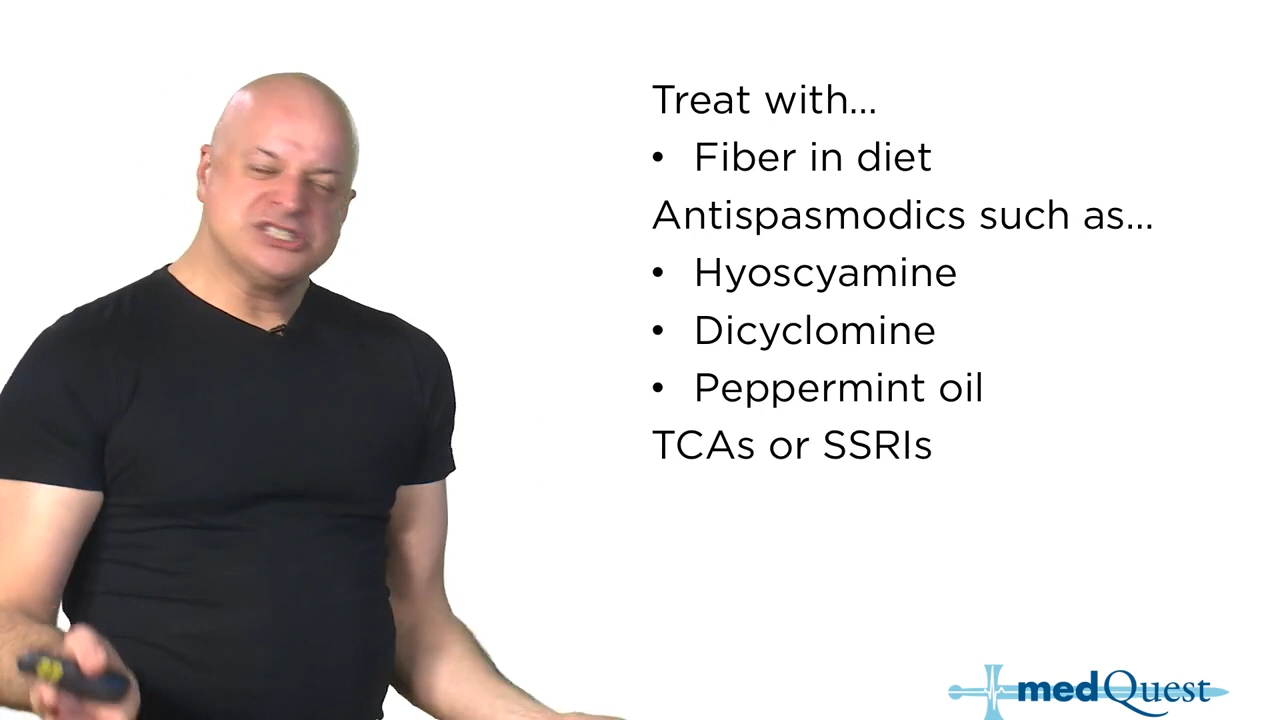 Treat with...
• Fiber in diet
Antispasmodics such as...
• Hyoscyamine
• Dicyclomine
• Peppermint oil
TCAs or SSRIs
medQuest